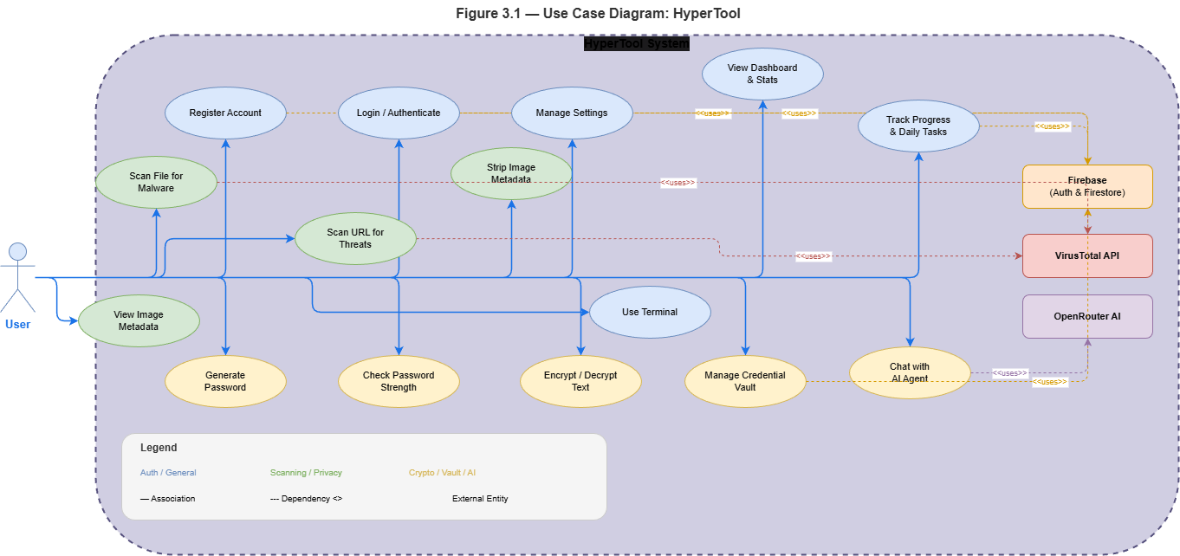 Figure 3.1 — Use Case Diagram: HyperTool
HyperTool System
View Dashboard
& Stats
Register Account
Login / Authenticate
Manage Settings
<<uses>>
<<uses>>
Track Progress
& Daily Tasks
<<uses>>
Scan File for
Malware
Strip Image
Metadata
<<uses>>
Firebase
(Auth & Firestore)
Scan URL for
Threats
<<uses>>
VirusTotal API
User
View Image
Metadata
Use Terminal
OpenRouter AI
Generate
Password
Check Password
Strength
Encrypt / Decrypt
Text
Manage Credential
Vault
Chat with
AI Agent
<<uses>>
<<uses>>
Legend
Auth / General
Scanning / Privacy
Crypto / Vault / AI
— Association
--- Dependency <>
External Entity